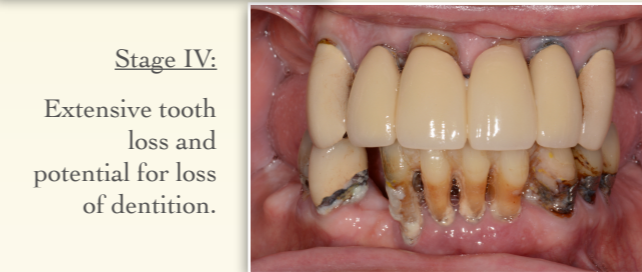 Stage IV:
Extensive tooth
loss and
potential for loss
of dentition.